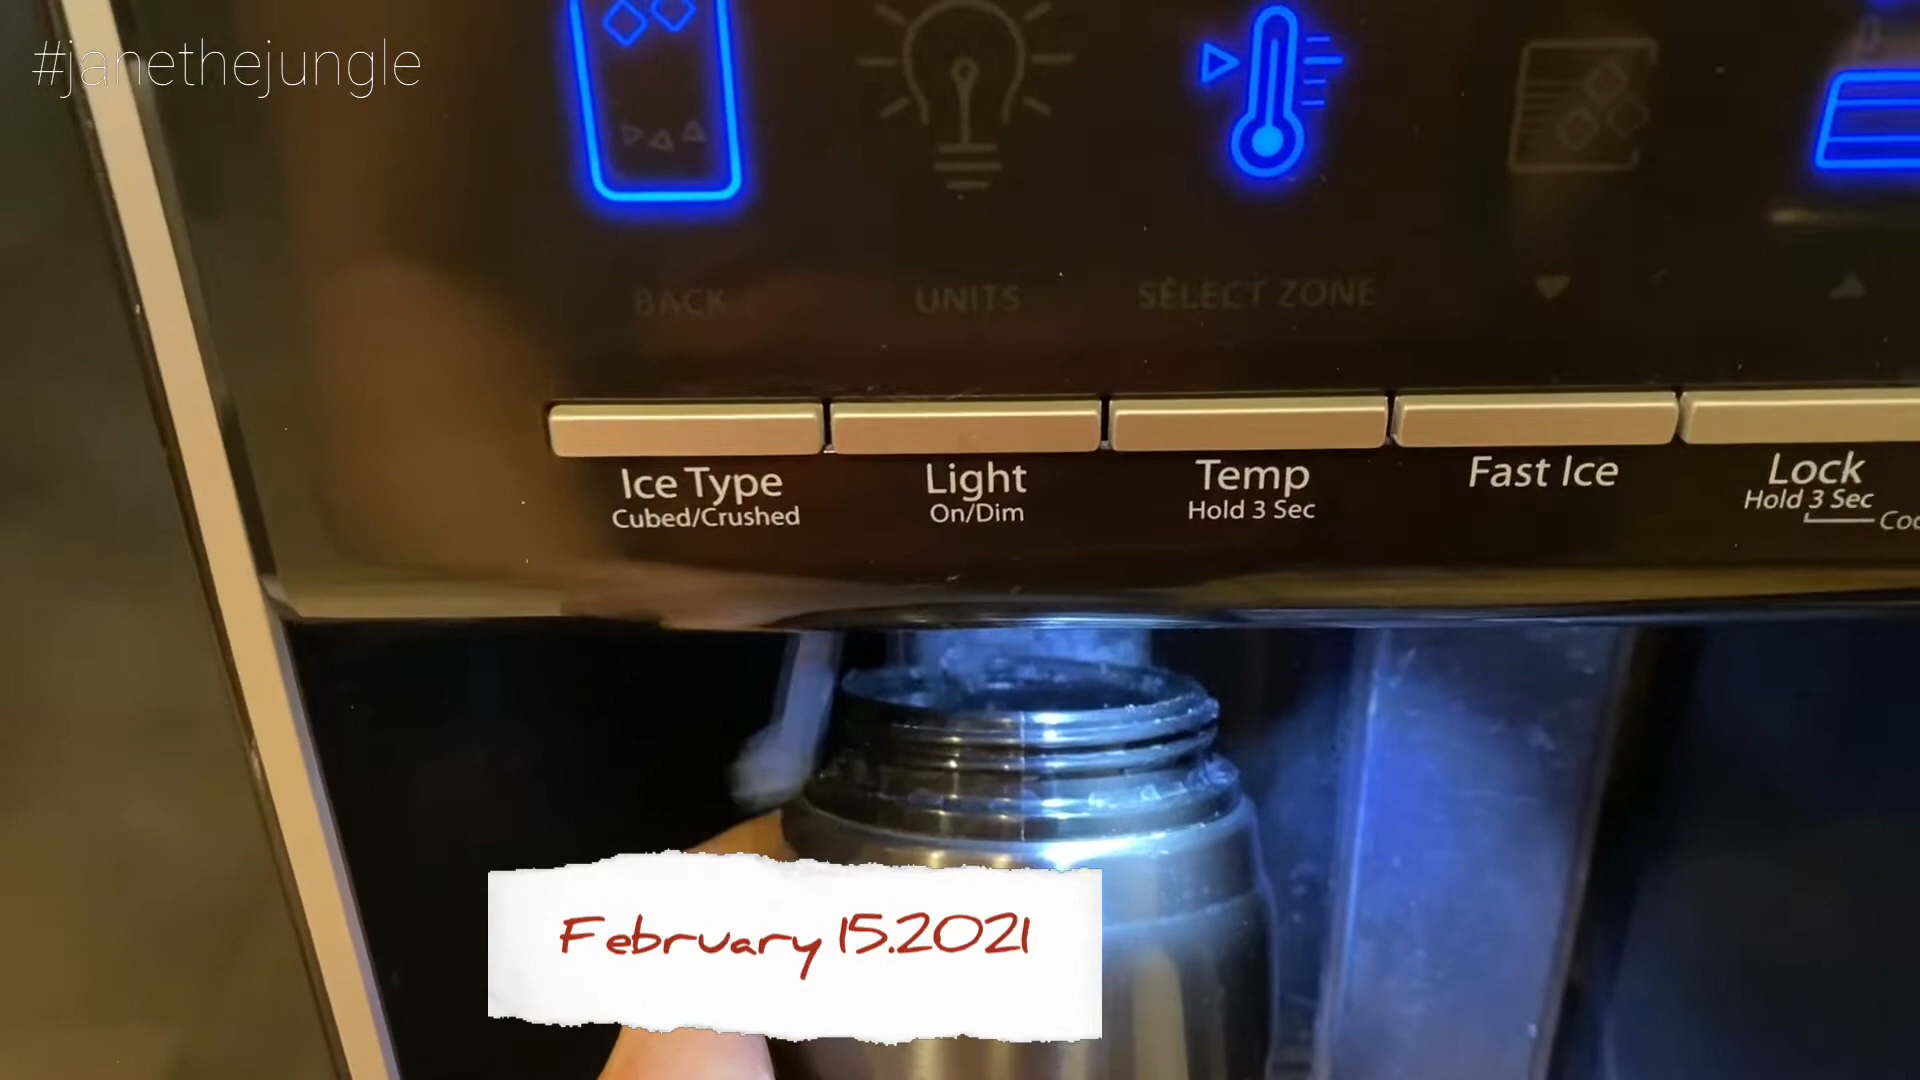 #janethejungle
BACK UNITS SELECT ZONE
Ice Type Light Temp Fast Ice Lock
Cubed/Crushed On/Dim Hold 3 Sec Hold 3 Sec
February 15.2021